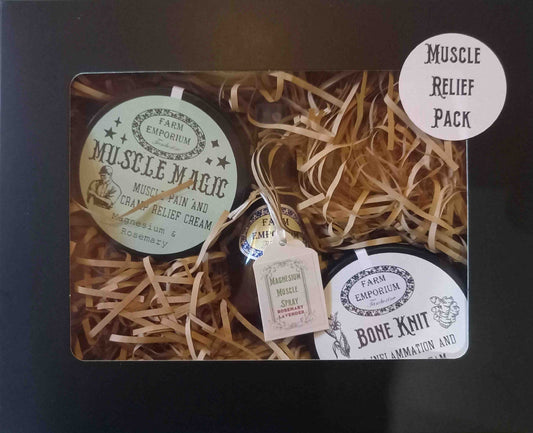 Muscle
Relief
Pack
FARM
EMPORIUM
MUSCLE MAGIC
MUSCLE PAIN AND
CRAMP RELIEF CREAM
Magnesium &
Rosemary
FARM
MAGNESIUM
MUSCLE
SPRAY
ROSEMARY
LAVENDER
FARM
EMPORIUM
BONE KNIT
INFLAMMATION AND